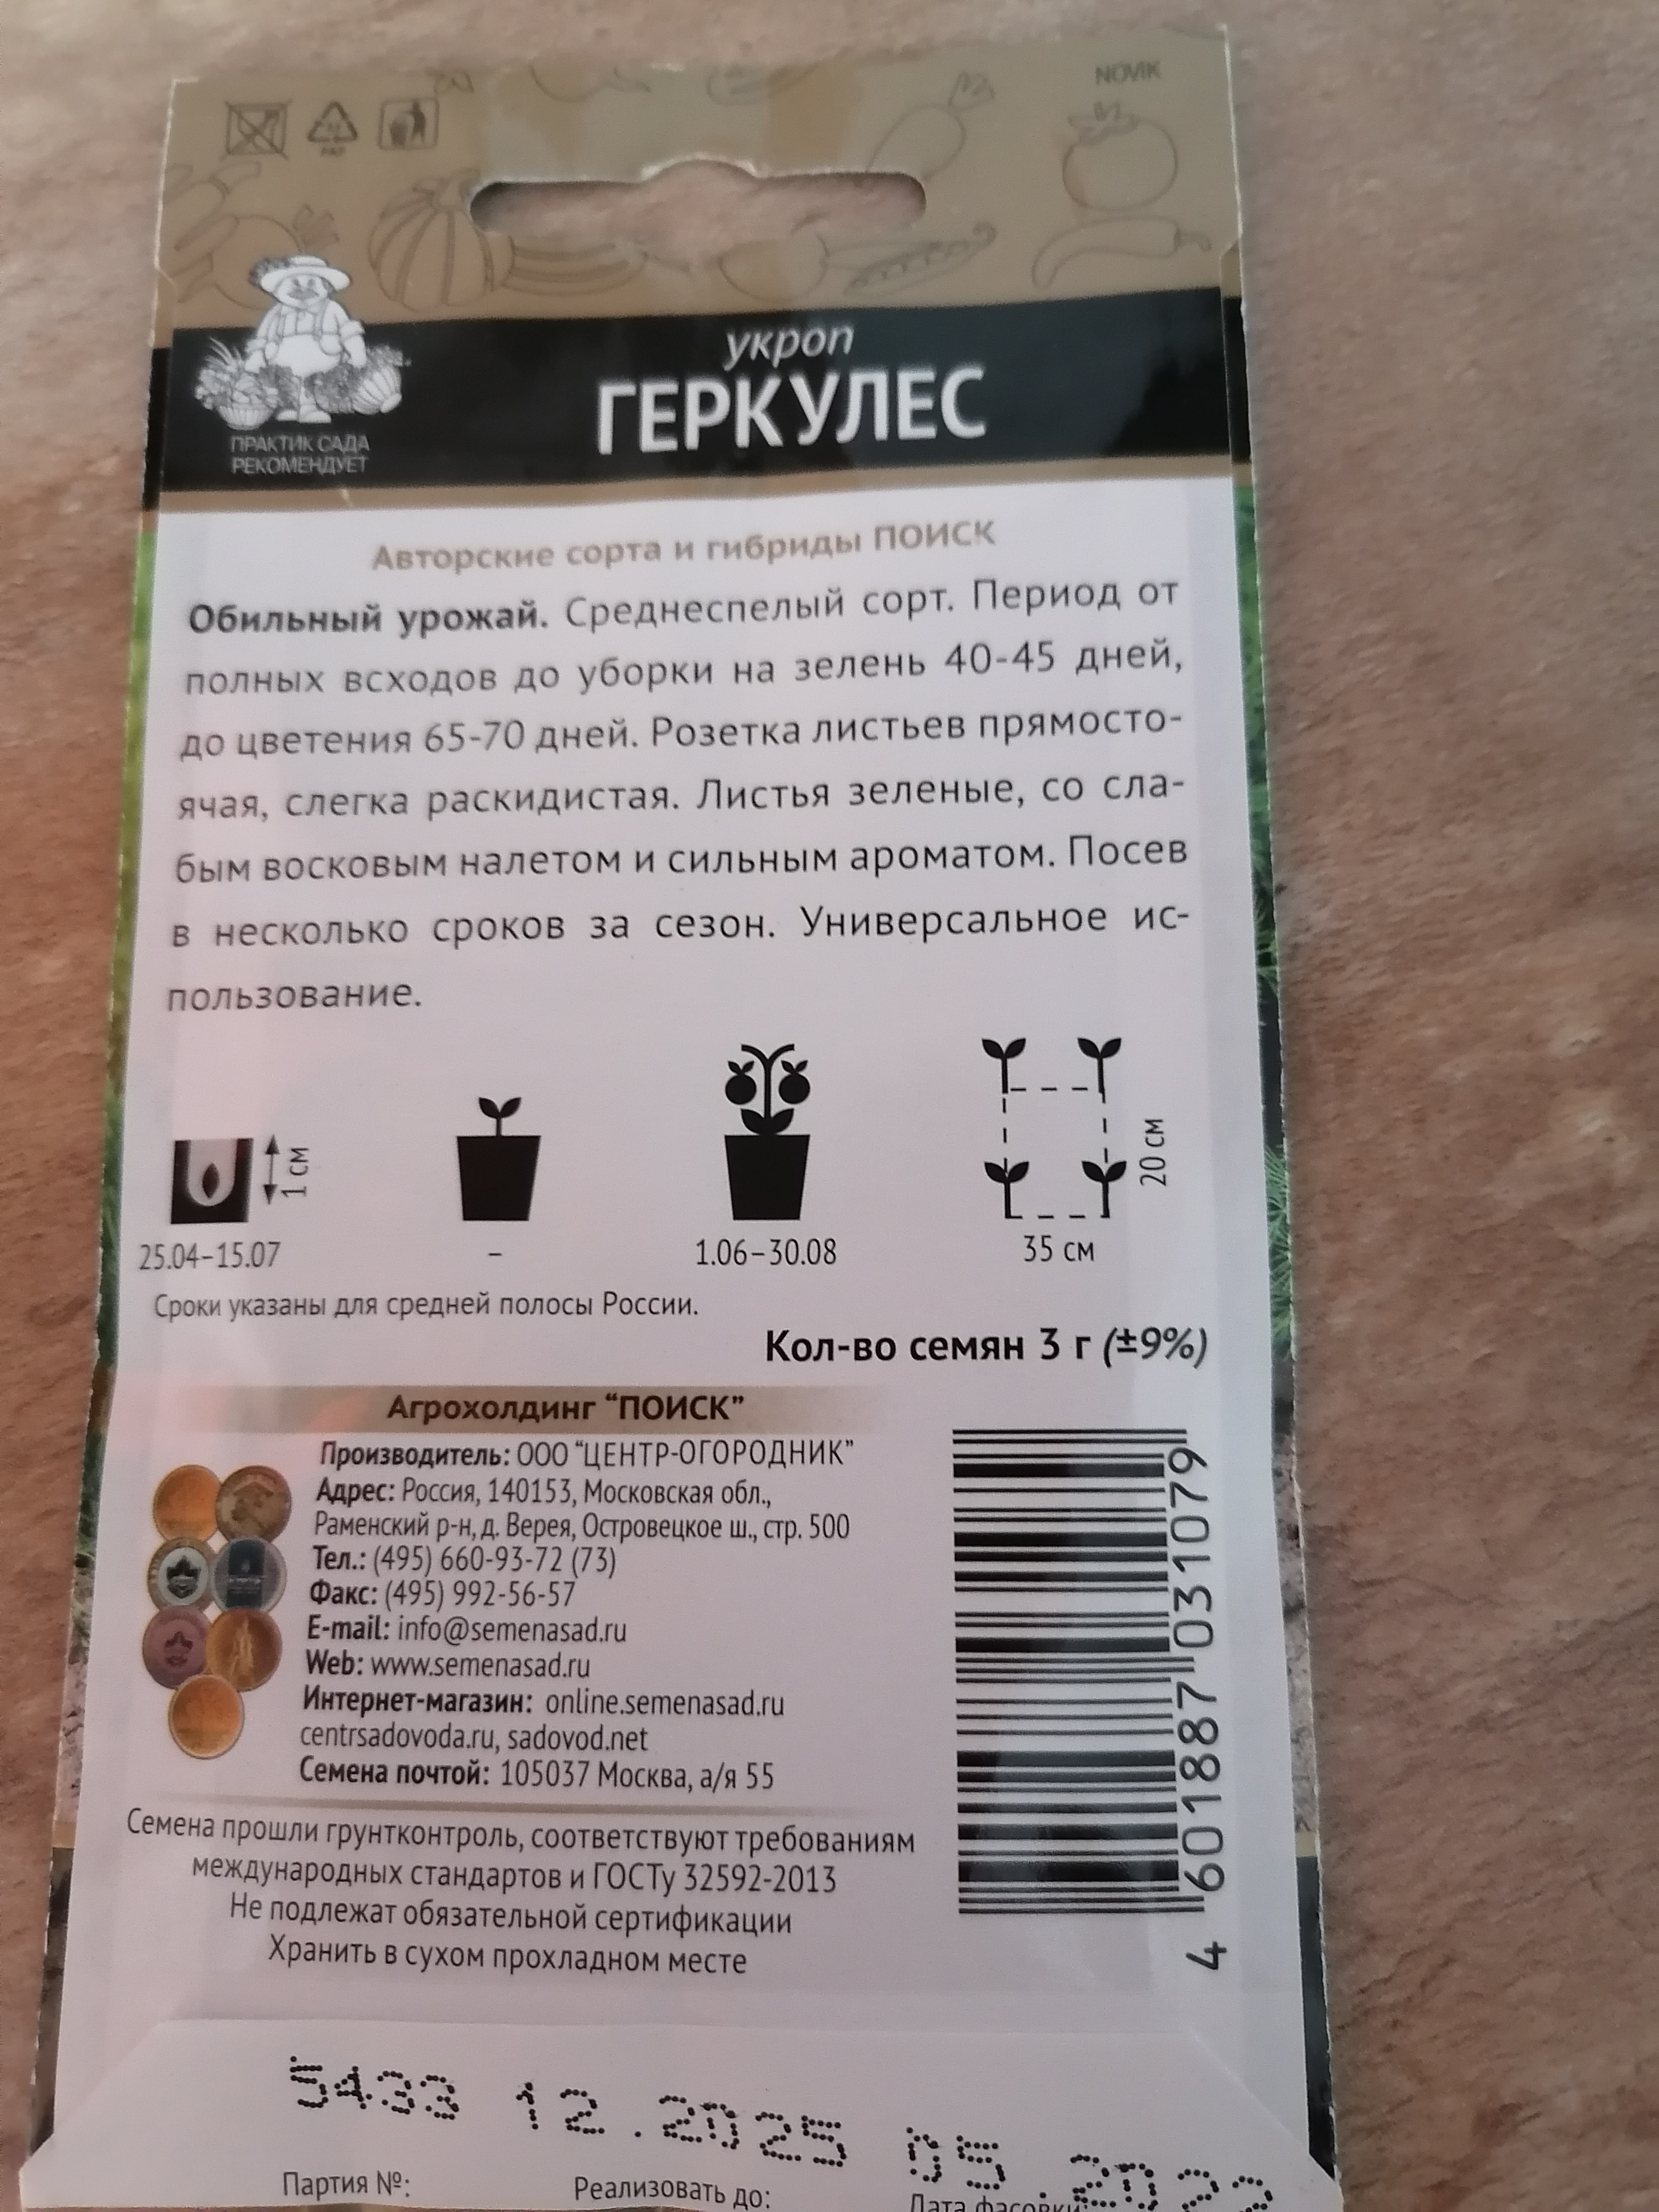 NOVIK
PAP
укроп
ГЕРКУЛЕС
ПРАКТИК САДА
РЕКОМЕНДУЕТ
Авторские сорта и гибриды ПОИСК
Обильный урожай. Среднеспелый сорт. Период от
полных всходов до уборки на зелень 40-45 дней,
до цветения 65-70 дней. Розетка листьев прямосто-
ячая, слегка раскидистая. Листья зеленые, со сла-
бым восковым налетом и сильным ароматом. Посев
в несколько сроков за сезон. Универсальное ис-
пользование.
1 см
20 см
25.04–15.07
–
1.06–30.08
35 см
Сроки указаны для средней полосы России.
Кол-во семян 3 г (±9%)
Агрохолдинг “ПОИСК”
Производитель: ООО “ЦЕНТР-ОГОРОДНИК”
Адрес: Россия, 140153, Московская обл.,
Раменский р-н, д. Верея, Островецкое ш., стр. 500
Тел.: (495) 660-93-72 (73)
Факс: (495) 992-56-57
E-mail: info@semenasad.ru
Web: www.semenasad.ru
Интернет-магазин: online.semenasad.ru
centrsadovoda.ru, sadovod.net
Семена почтой: 105037 Москва, а/я 55
4 601887 031079
Семена прошли грунтконтроль, соответствуют требованиям
международных стандартов и ГОСТу 32592-2013
Не подлежат обязательной сертификации
Хранить в сухом прохладном месте
5433 12.2025 05.2022
Партия №: Реализовать до: Дата фасовки: